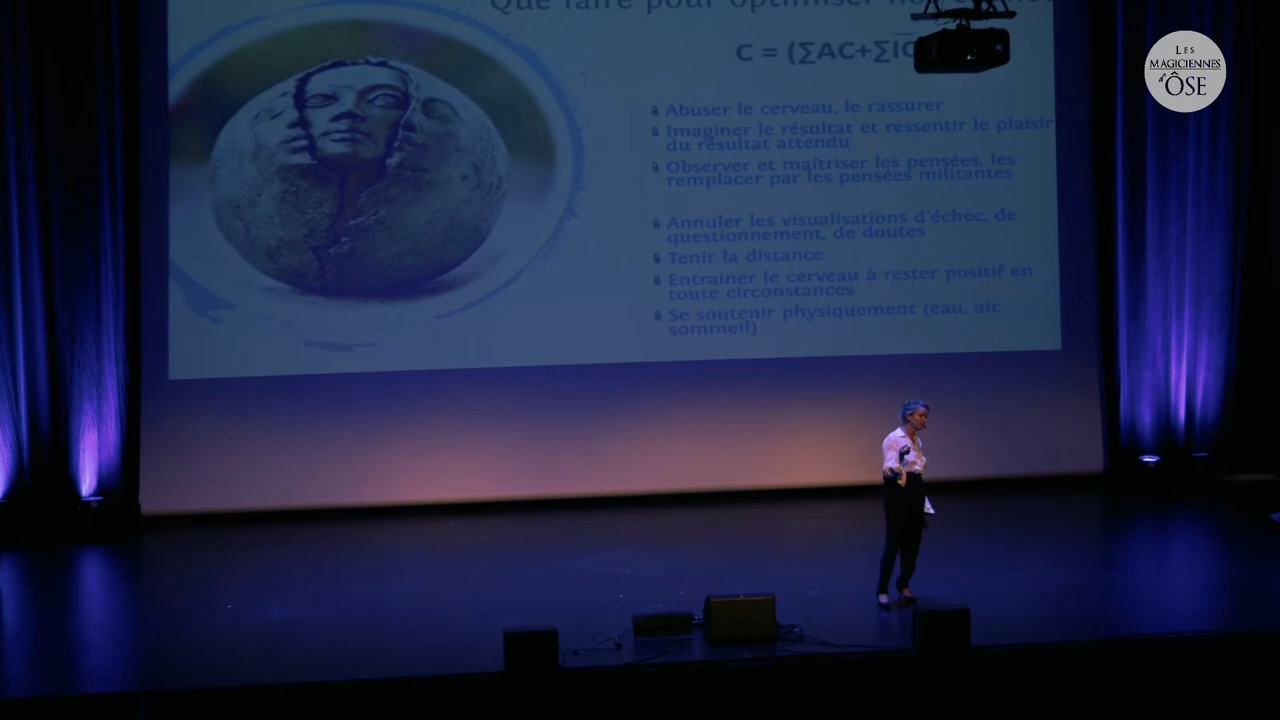 Que faire pour optimiser
C = (∑AC+∑IC
Abuser le cerveau, le rassurer
Imaginer le résultat et ressentir le plaisir
du résultat attendu
Observer et maîtriser les pensées, les
remplacer par les pensées militantes
Annuler les visualisations d'échec, de
questionnement, de doutes
Tenir la distance
Entrainer le cerveau à rester positif en
toute circonstances
Se soutenir physiquement (eau, air,
sommeil)
LES
MAGICIENNES
d'ÔSE